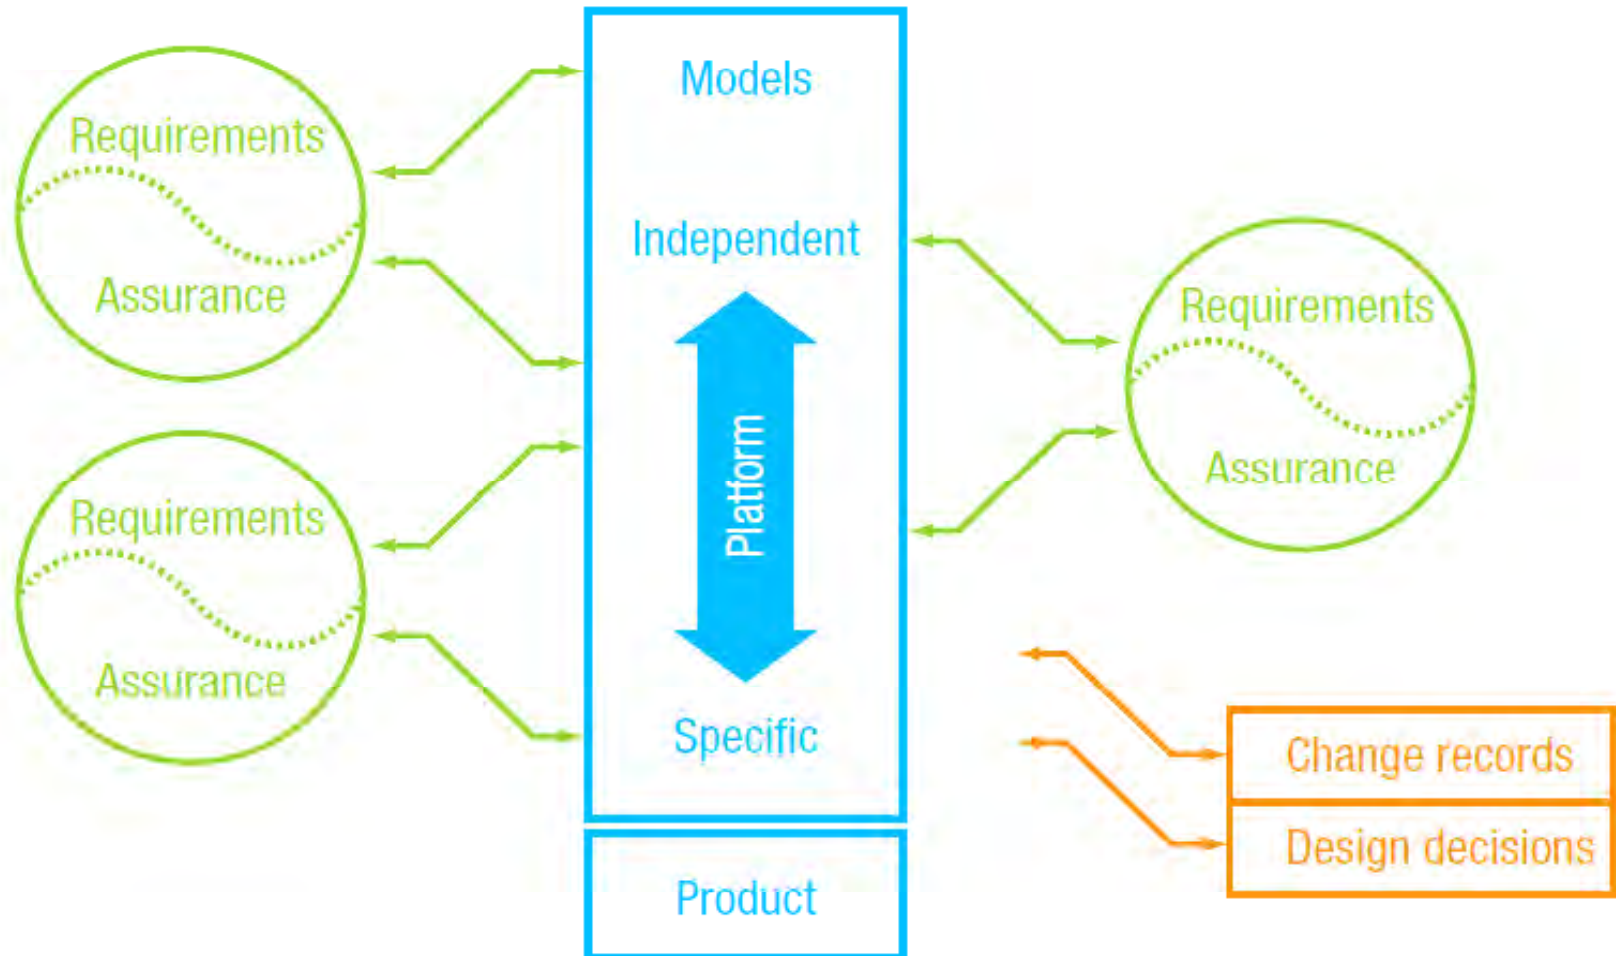 Requirements
Assurance
Requirements
Assurance
Models
Independent
Platform
Specific
Product
Requirements
Assurance
Change records
Design decisions